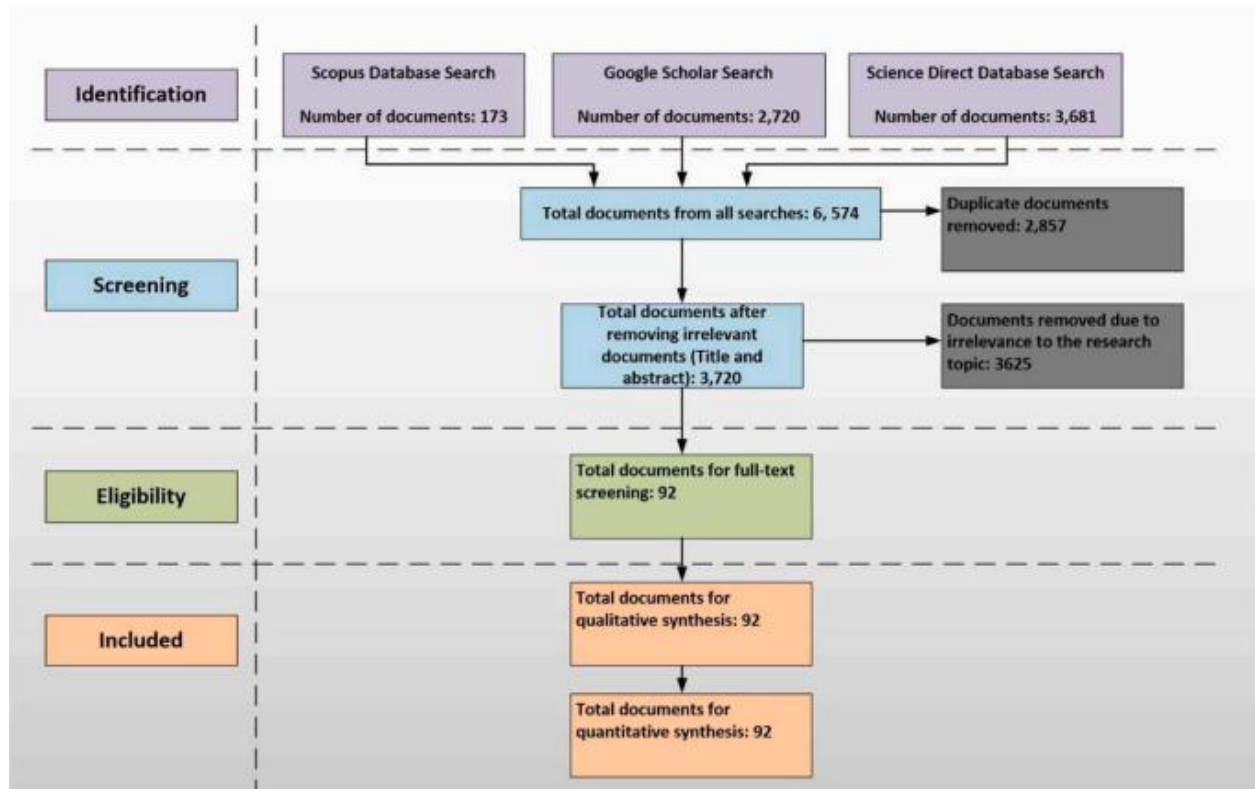 Identification
Scopus Database Search
Number of documents: 173
Google Scholar Search
Number of documents: 2,720
Science Direct Database Search
Number of documents: 3,681
Screening
Total documents from all searches: 6, 574
Duplicate documents
removed: 2,857
Total documents after
removing irrelevant
documents (Title and
abstract): 3,720
Documents removed due to
irrelevance to the research
topic: 3625
Eligibility
Total documents for full-text
screening: 92
Included
Total documents for
qualitative synthesis: 92
Total documents for
quantitative synthesis: 92